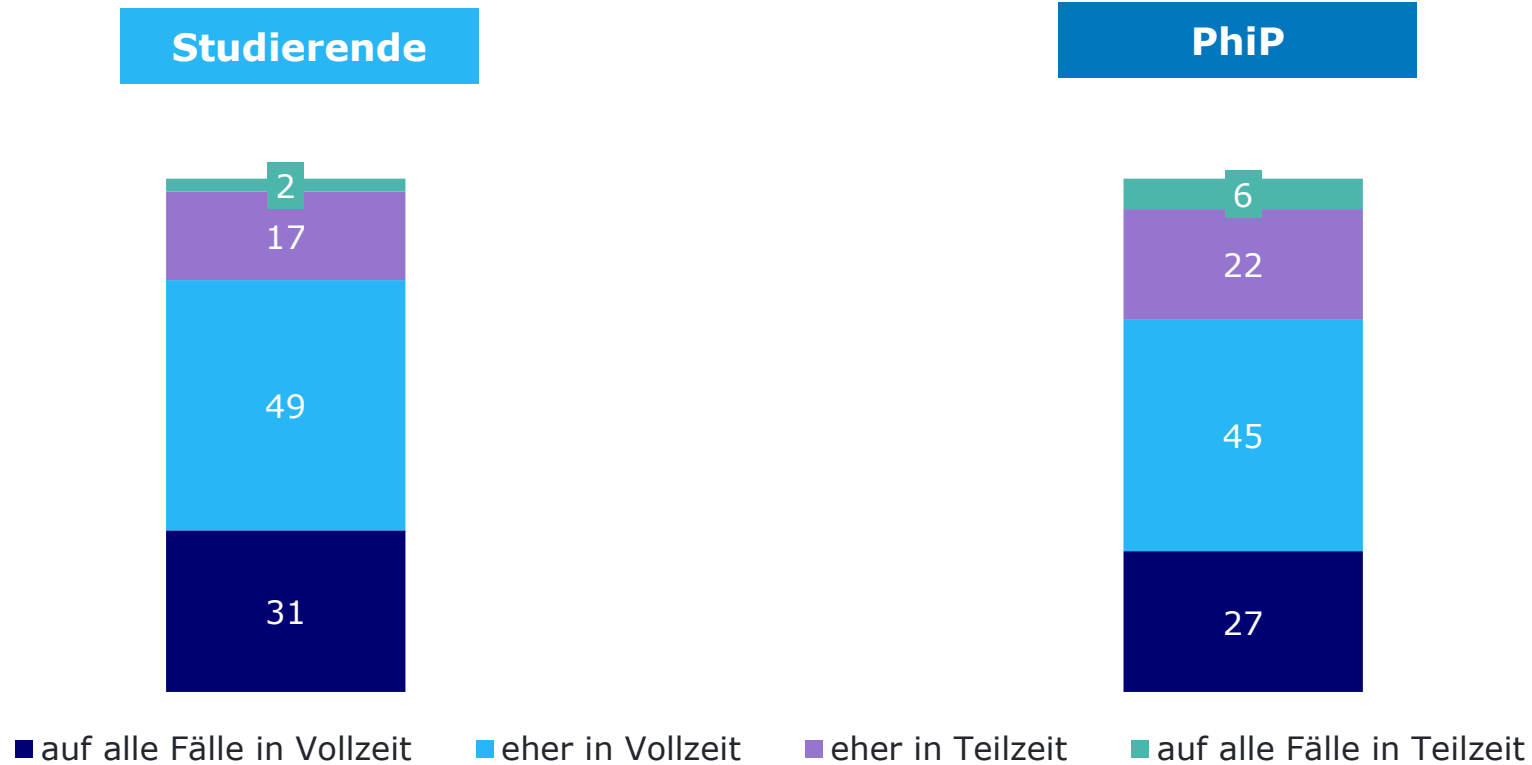 Studierende
PhiP
2
17
49
31
6
22
45
27
auf alle Fälle in Vollzeit
eher in Vollzeit
eher in Teilzeit
auf alle Fälle in Teilzeit